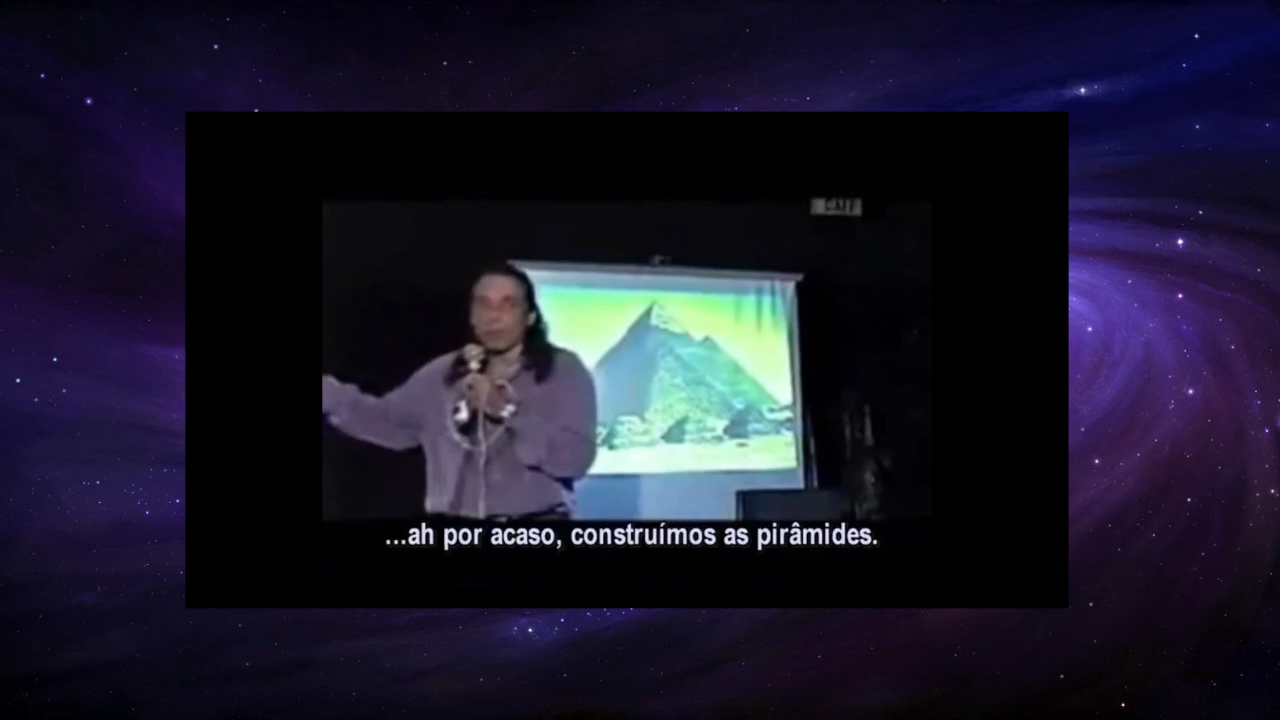 ...ah por acaso, construímos as pirâmides.